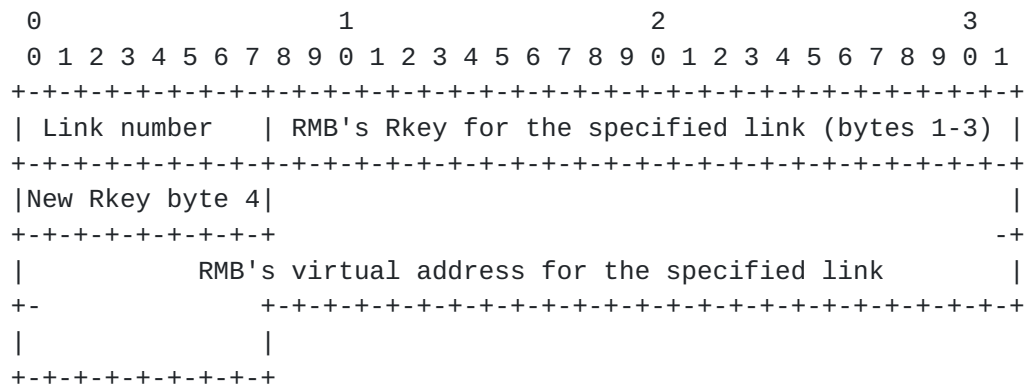 0                   1                   2                   3
 0 1 2 3 4 5 6 7 8 9 0 1 2 3 4 5 6 7 8 9 0 1 2 3 4 5 6 7 8 9 0 1
+-+-+-+-+-+-+-+-+-+-+-+-+-+-+-+-+-+-+-+-+-+-+-+-+-+-+-+-+-+-+-+-+
| Link number   | RMB's Rkey for the specified link (bytes 1-3) |
+-+-+-+-+-+-+-+-+-+-+-+-+-+-+-+-+-+-+-+-+-+-+-+-+-+-+-+-+-+-+-+-+
|New Rkey byte 4|                                               |
+-+-+-+-+-+-+-+-+                                              -+
|           RMB's virtual address for the specified link        |
+-              +-+-+-+-+-+-+-+-+-+-+-+-+-+-+-+-+-+-+-+-+-+-+-+-+
|               |
+-+-+-+-+-+-+-+-+